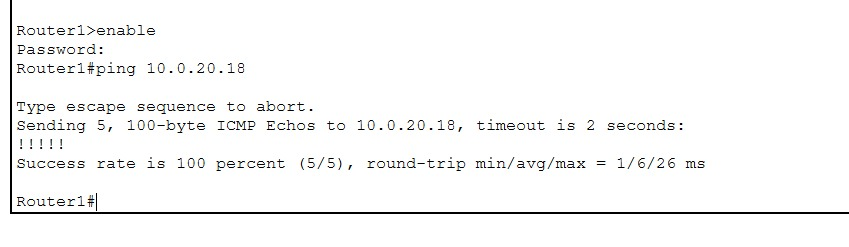 Router1>enable
Password:
Router1#ping 10.0.20.18
Type escape sequence to abort.
Sending 5, 100-byte ICMP Echos to 10.0.20.18, timeout is 2 seconds:
!!!!!
Success rate is 100 percent (5/5), round-trip min/avg/max = 1/6/26 ms
Router1#